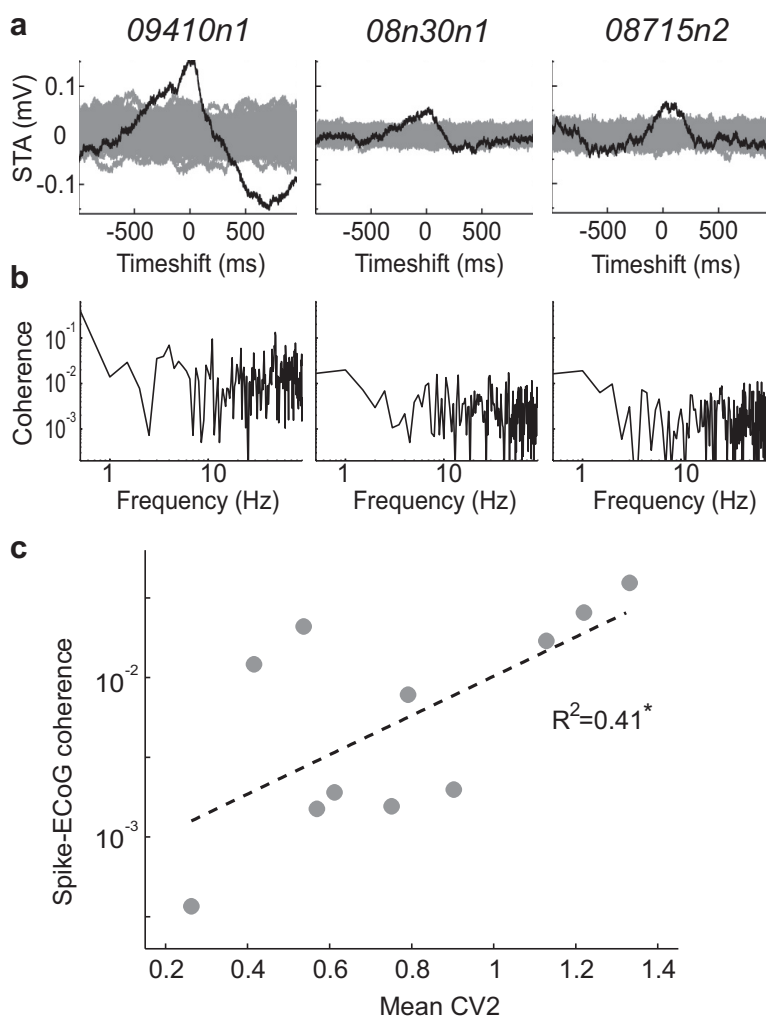 a
09410n1 08n30n1 08715n2
STA (mV)
0.1
0
-0.1
-500 0 500 -500 0 500 -500 0 500
Timeshift (ms) Timeshift (ms) Timeshift (ms)
b
Coherence
10-1
10-2
10-3
1 10 1 10 1 10
Frequency (Hz) Frequency (Hz) Frequency (Hz)
c
Spike-ECoG coherence
10-2
10-3
R2=0.41*
0.2 0.4 0.6 0.8 1 1.2 1.4
Mean CV2